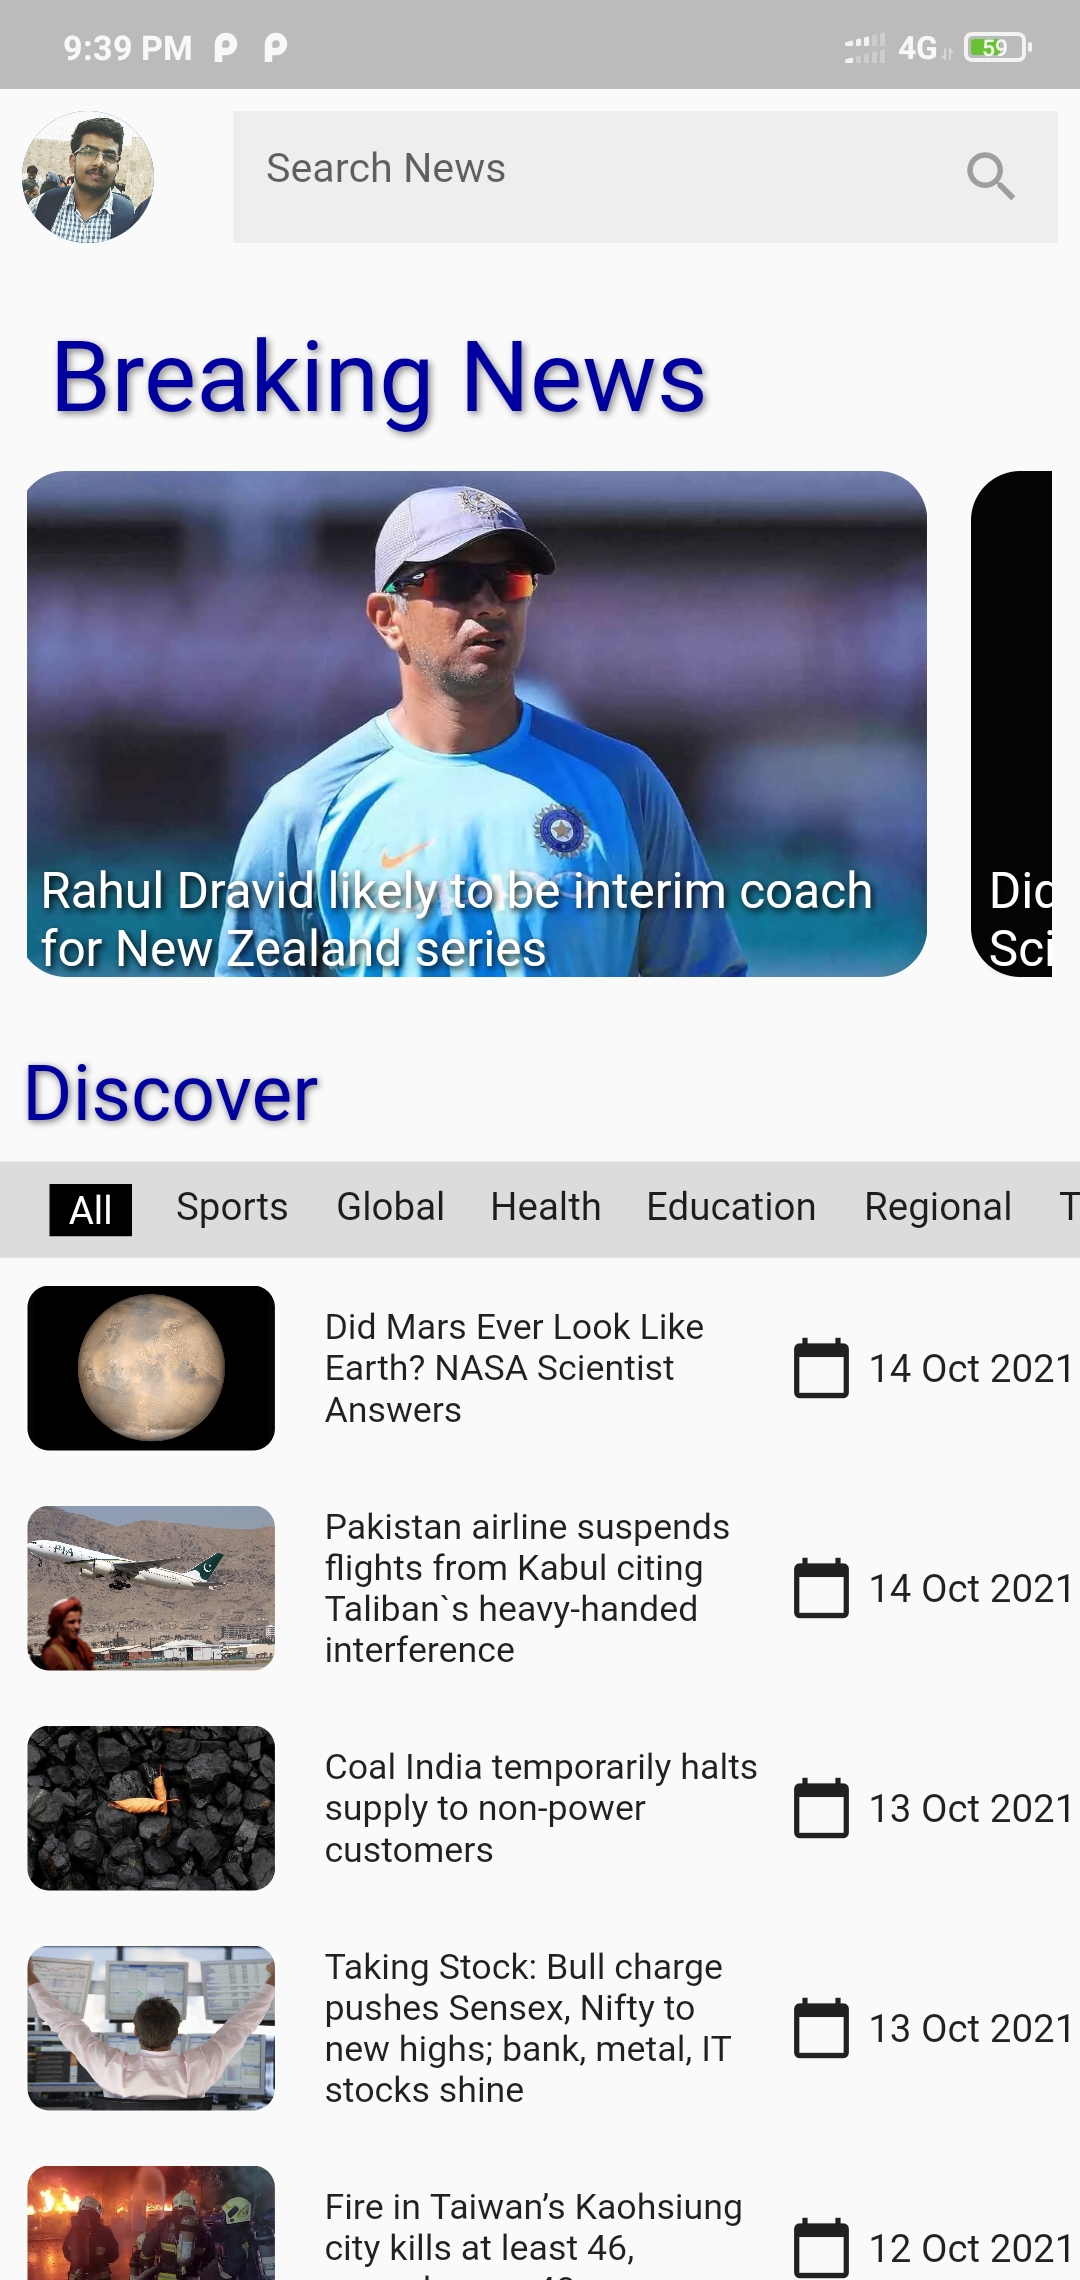 9:39 PM
4G
59
Search News
Breaking News
Rahul Dravid likely to be interim coach
for New Zealand series
Did
Sci
Discover
All Sports Global Health Education Regional T
Did Mars Ever Look Like
Earth? NASA Scientist
Answers
14 Oct 2021
PIA
Pakistan airline suspends
flights from Kabul citing
Taliban`s heavy-handed
interference
14 Oct 2021
Coal India temporarily halts
supply to non-power
customers
13 Oct 2021
Taking Stock: Bull charge
pushes Sensex, Nifty to
new highs; bank, metal, IT
stocks shine
13 Oct 2021
Fire in Taiwan’s Kaohsiung
city kills at least 46,
12 Oct 2021